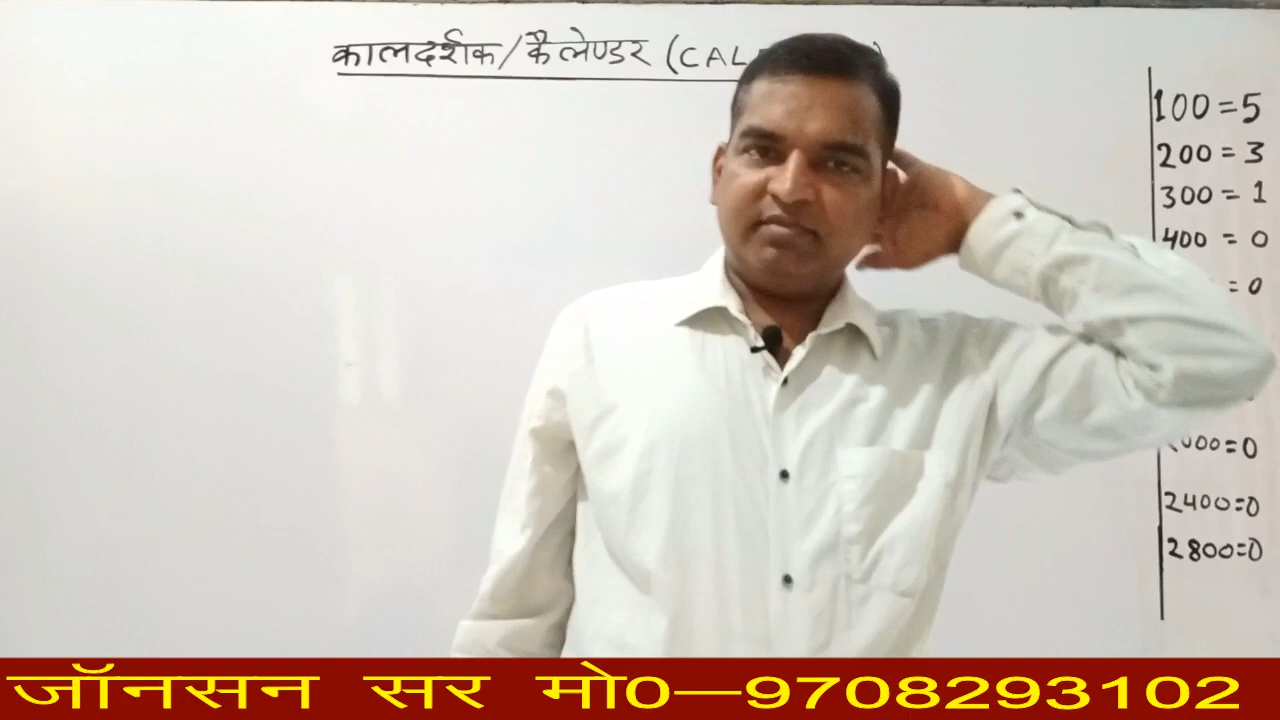 कालदर्शक/कैलेण्डर (CAL
100 = 5
200 = 3
300 = 1
400 = 0
= 0
000=0
2400=0
2800=0
जॉनसन सर मो0—9708293102